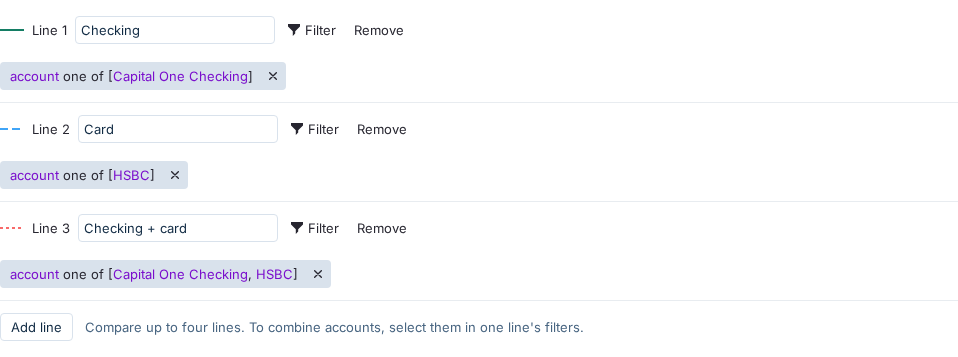 Line 1 Checking Filter Remove
account one of [Capital One Checking] ×
Line 2 Card Filter Remove
account one of [HSBC] ×
Line 3 Checking + card Filter Remove
account one of [Capital One Checking, HSBC] ×
Add line Compare up to four lines. To combine accounts, select them in one line's filters.